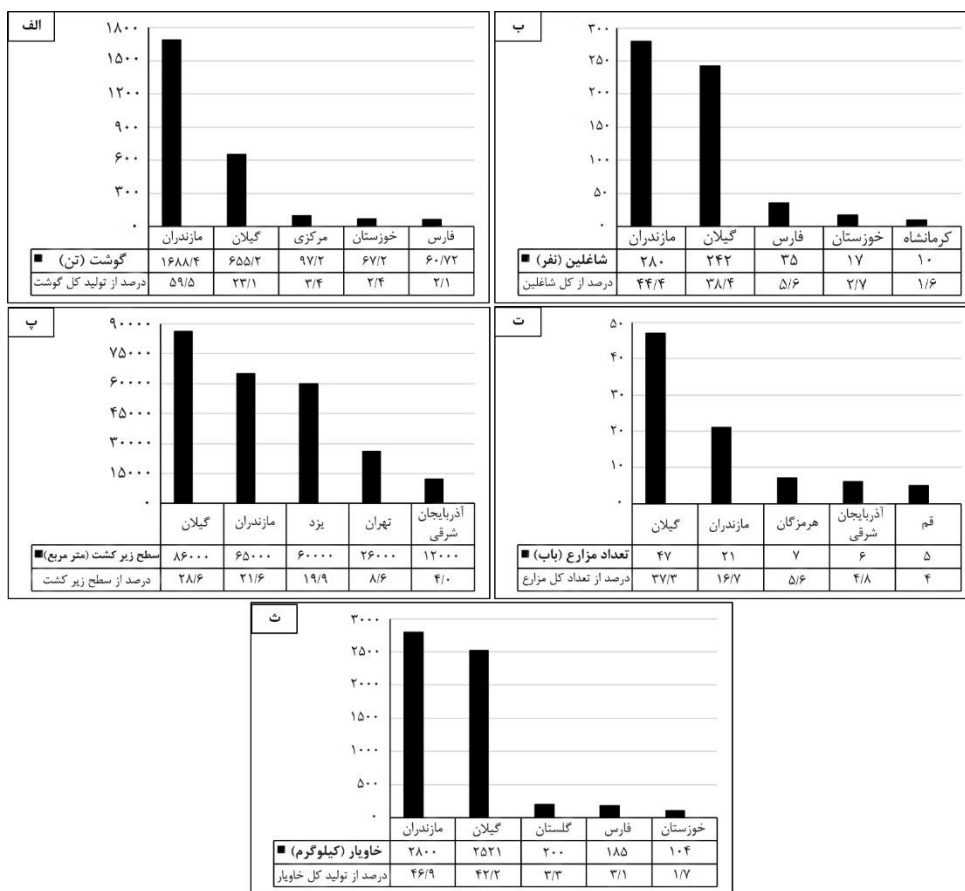 الف
۱۸۰۰
۱۵۰۰
۱۲۰۰
۹۰۰
۶۰۰
۳۰۰
۰
مازندران گیلان مرکزی خوزستان فارس
گوشت (تن) ۱۶۸۸/۴ ۶۵۵/۲ ۹۷/۲ ۶۷/۲ ۶۰/۷۲
درصد از تولید کل گوشت ۵۹/۵ ۲۳/۱ ۳/۴ ۲/۴ ۲/۱
ب
۳۰۰
۲۵۰
۲۰۰
۱۵۰
۱۰۰
۵۰
۰
مازندران گیلان فارس خوزستان کرمانشاه
شاغلین (نفر) ۲۸۰ ۲۴۲ ۳۵ ۱۷ ۱۰
درصد از کل شاغلین ۴۴/۴ ۳۸/۴ ۵/۶ ۲/۷ ۱/۶
پ
۹۰۰۰۰
۷۵۰۰۰
۶۰۰۰۰
۴۵۰۰۰
۳۰۰۰۰
۱۵۰۰۰
۰
گیلان مازندران یزد تهران آذربایجان
شرقی
سطح زیر کشت (متر مربع) ۸۶۰۰۰ ۶۵۰۰۰ ۶۰۰۰۰ ۲۶۰۰۰ ۱۲۰۰۰
درصد از سطح زیر کشت ۲۸/۶ ۲۱/۶ ۱۹/۹ ۸/۶ ۴/۰
ت
۵۰
۴۰
۳۰
۲۰
۱۰
۰
گیلان مازندران هرمزگان آذربایجان قم
شرقی
تعداد مزارع (باب) ۴۷ ۲۱ ۷ ۶ ۵
درصد از تعداد کل مزارع ۳۷/۳ ۱۶/۷ ۵/۶ ۴/۸ ۴
ث
۳۰۰۰
۲۵۰۰
۲۰۰۰
۱۵۰۰
۱۰۰۰
۵۰۰
۰
مازندران گیلان گلستان فارس خوزستان
خاویار (کیلوگرم) ۲۸۰۰ ۲۵۲۱ ۲۰۰ ۱۸۵ ۱۰۴
درصد از تولید کل خاویار ۴۶/۹ ۴۲/۲ ۳/۳ ۳/۱ ۱/۷